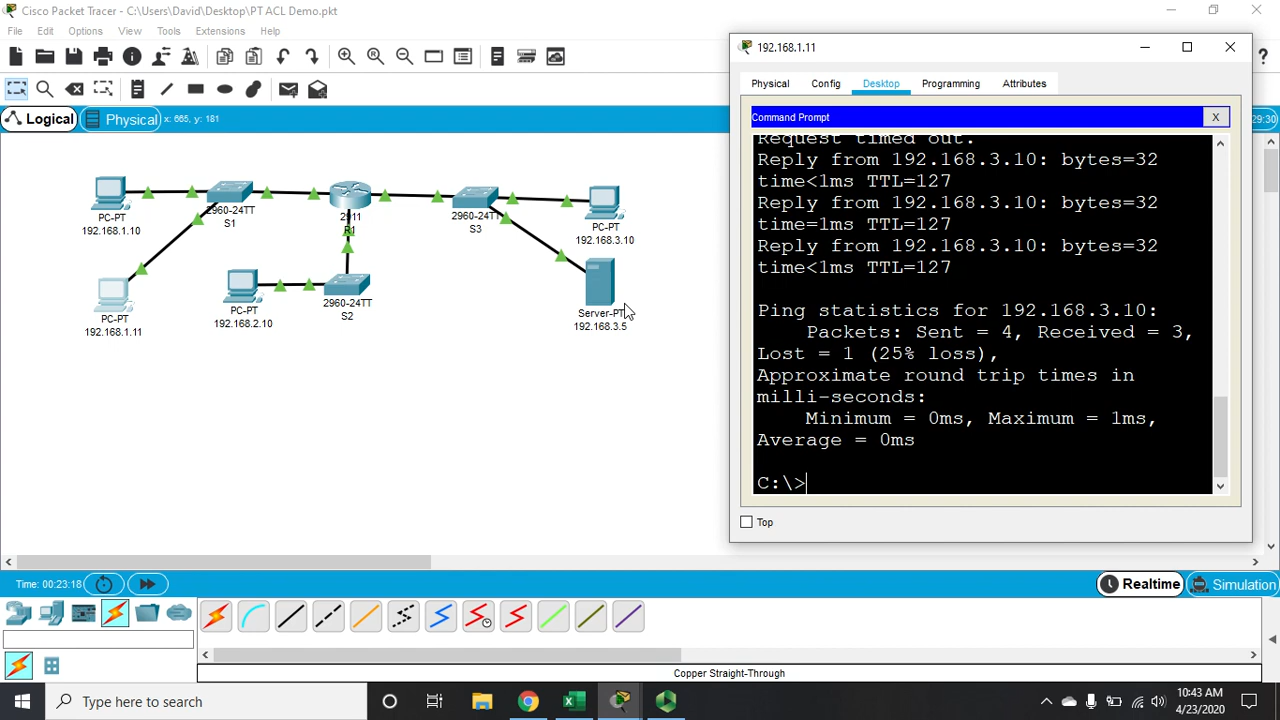 Cisco Packet Tracer - C:\Users\David\Desktop\PT ACL Demo.pkt
File Edit Options View Tools Extensions Help
Logical
Physical x: 665, y: 181
29:30
PC-PT
192.168.1.10
2960-24TT
S1
2911
R1
2960-24TT
S3
PC-PT
192.168.3.10
PC-PT
192.168.1.11
PC-PT
192.168.2.10
2960-24TT
S2
Server-PT
192.168.3.5
192.168.1.11
Physical Config Desktop Programming Attributes
Command Prompt X
Request timed out.
Reply from 192.168.3.10: bytes=32
time<1ms TTL=127
Reply from 192.168.3.10: bytes=32
time=1ms TTL=127
Reply from 192.168.3.10: bytes=32
time<1ms TTL=127
Ping statistics for 192.168.3.10:
Packets: Sent = 4, Received = 3,
Lost = 1 (25% loss),
Approximate round trip times in
milli-seconds:
Minimum = 0ms, Maximum = 1ms,
Average = 0ms
C:\>
Top
Time: 00:23:18
Realtime Simulation
Copper Straight-Through
Type here to search
10:43 AM
4/23/2020